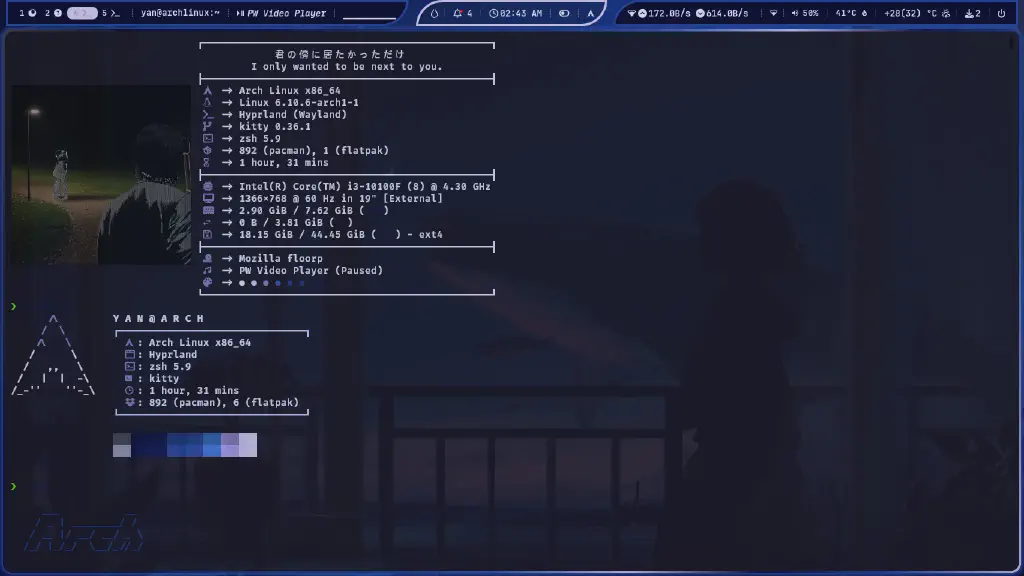 1 2 5 yan@archlinux:~ PW Video Player
4 02:43 AM
172.0B/s 614.0B/s 50% 41°C +28(32) °C 2
君の傍に居たかっただけ
I only wanted to be next to you.
→ Arch Linux x86_64
→ Linux 6.10.6-arch1-1
→ Hyprland (Wayland)
→ kitty 0.36.1
→ zsh 5.9
→ 892 (pacman), 1 (flatpak)
→ 1 hour, 31 mins
→ Intel(R) Core(TM) i3-10100F (8) @ 4.30 GHz
→ 1366×768 @ 60 Hz in 19" [External]
→ 2.90 GiB / 7.62 GiB ( )
→ 0 B / 3.81 GiB ( )
→ 18.15 GiB / 44.45 GiB ( ) - ext4
→ Mozilla floorp
→ PW Video Player (Paused)
→ ● ● ● ● ● ●
❯
YAN@ARCH
: Arch Linux x86_64
: Hyprland
: zsh 5.9
: kitty
: 1 hour, 31 mins
: 892 (pacman), 6 (flatpak)
❯
Arch